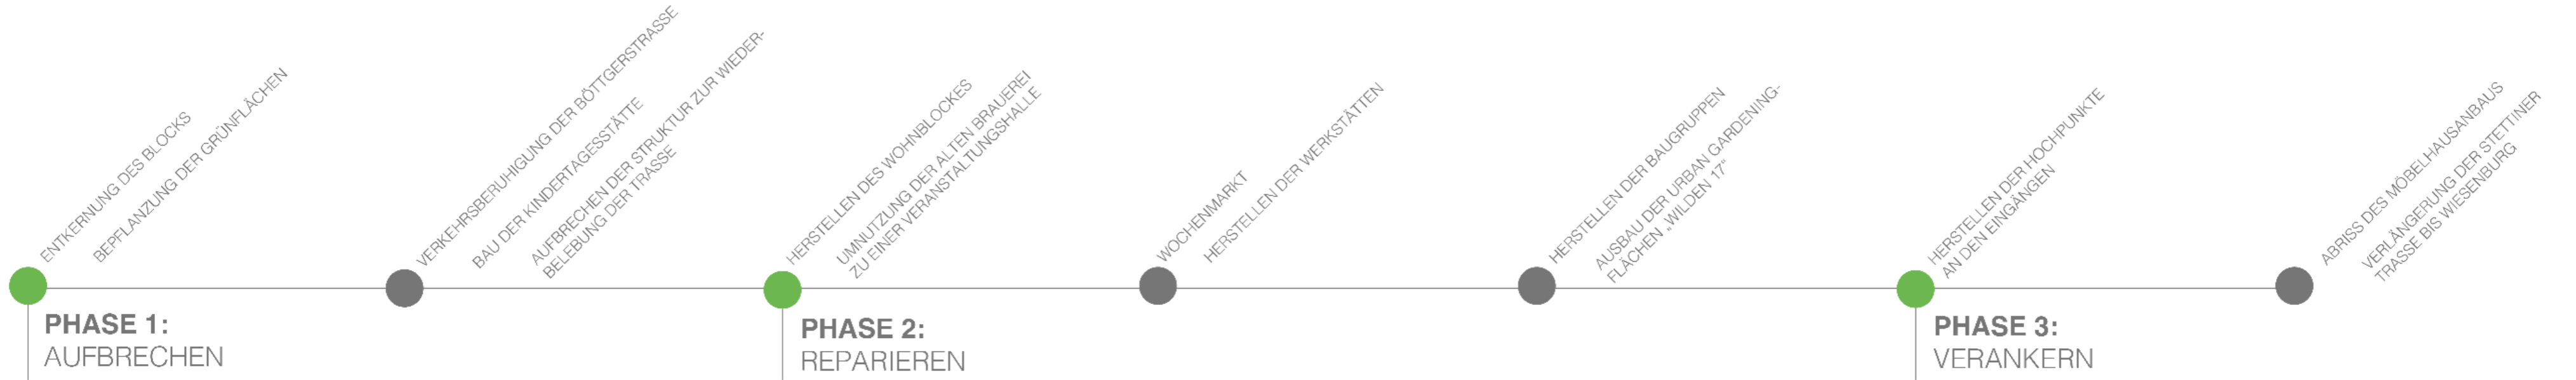 ENTKERNUNG DES BLOCKS
BEPFLANZUNG DER GRÜNFLÄCHEN
VERKEHRSBERUHIGUNG DER BÖTTGERSTRASSE
BAU DER KINDERTAGESSTÄTTE
AUFBRECHEN DER STRUKTUR ZUR WIEDER-
BELEBUNG DER TRASSE
HERSTELLEN DES WOHNBLOCKES
UMNUTZUNG DER ALTEN BRAUEREI
ZU EINER VERANSTALTUNGSHALLE
WOCHENMARKT
HERSTELLEN DER WERKSTÄTTEN
HERSTELLEN DER BAUGRUPPEN
AUSBAU DER URBAN GARDENING-
FLÄCHEN „WILDEN 17“
HERSTELLEN DER HOCHPUNKTE
AN DEN EINGÄNGEN
ABRISS DES MÖBELHAUSANBAUS
VERLÄNGERUNG DER STETTINER
TRASSE BIS WIESENBURG
PHASE 1:
AUFBRECHEN
PHASE 2:
REPARIEREN
PHASE 3:
VERANKERN